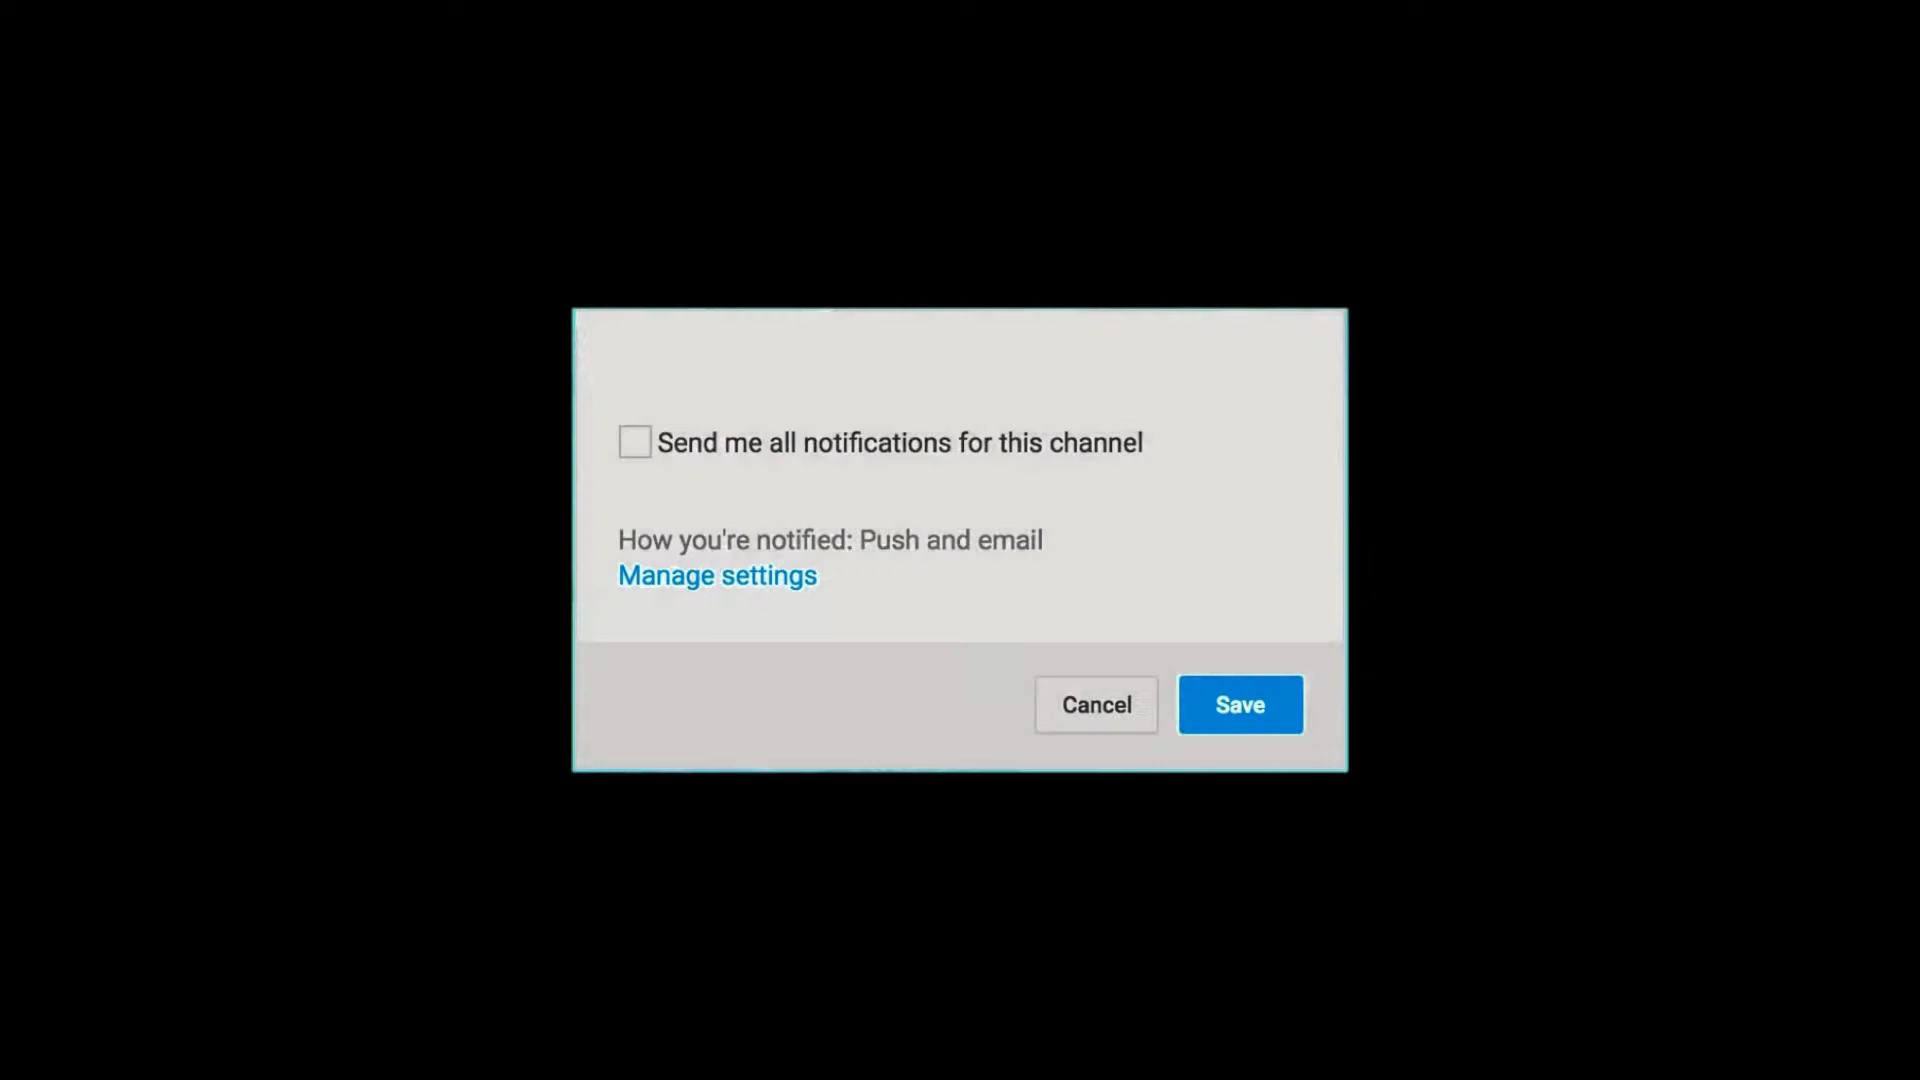 Send me all notifications for this channel
How you're notified: Push and email
Manage settings
Cancel Save